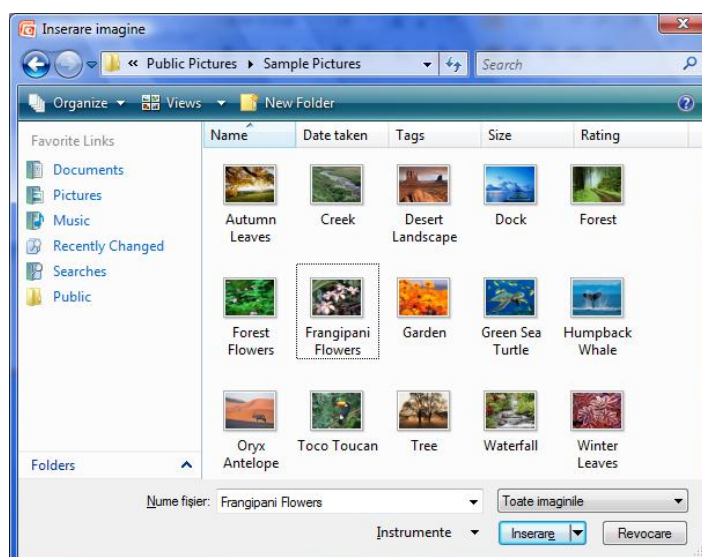 Inserare imagine
« Public Pictures ▸ Sample Pictures
Search
Organize
Views
New Folder
Favorite Links
Documents
Pictures
Music
Recently Changed
Searches
Public
Folders
Name
Date taken
Tags
Size
Rating
Autumn
Leaves
Creek
Desert
Landscape
Dock
Forest
Forest
Flowers
Frangipani
Flowers
Garden
Green Sea
Turtle
Humpback
Whale
Oryx
Antelope
Toco Toucan
Tree
Waterfall
Winter
Leaves
Nume fișier:
Frangipani Flowers
Toate imaginile
Instrumente
Inserare
Revocare